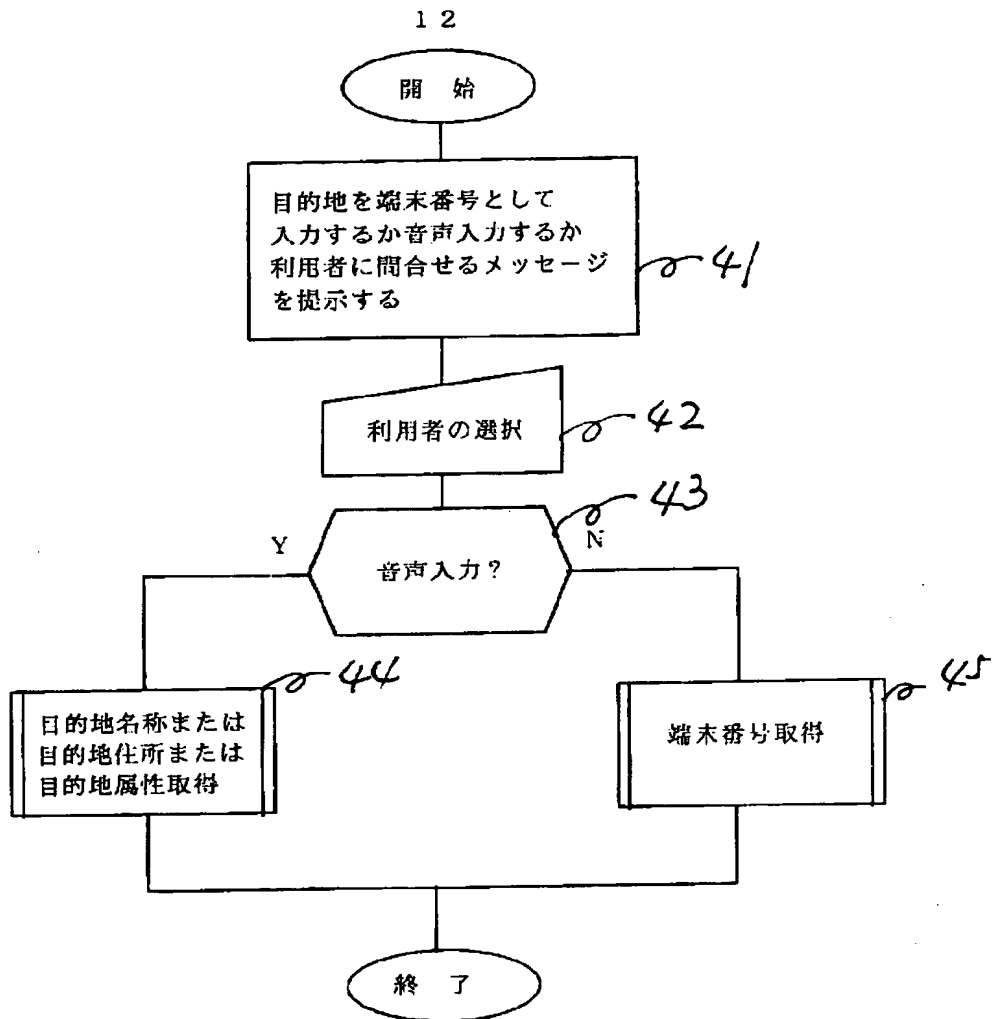 12
開 始
目的地を端末番号として
入力するか音声入力するか
利用者に問合せるメッセージ
を提示する
41
利用者の選択
42
43
Y
N
音声入力?
44
目的地名称または
目的地住所または
目的地属性取得
45
端末番号取得
終 了